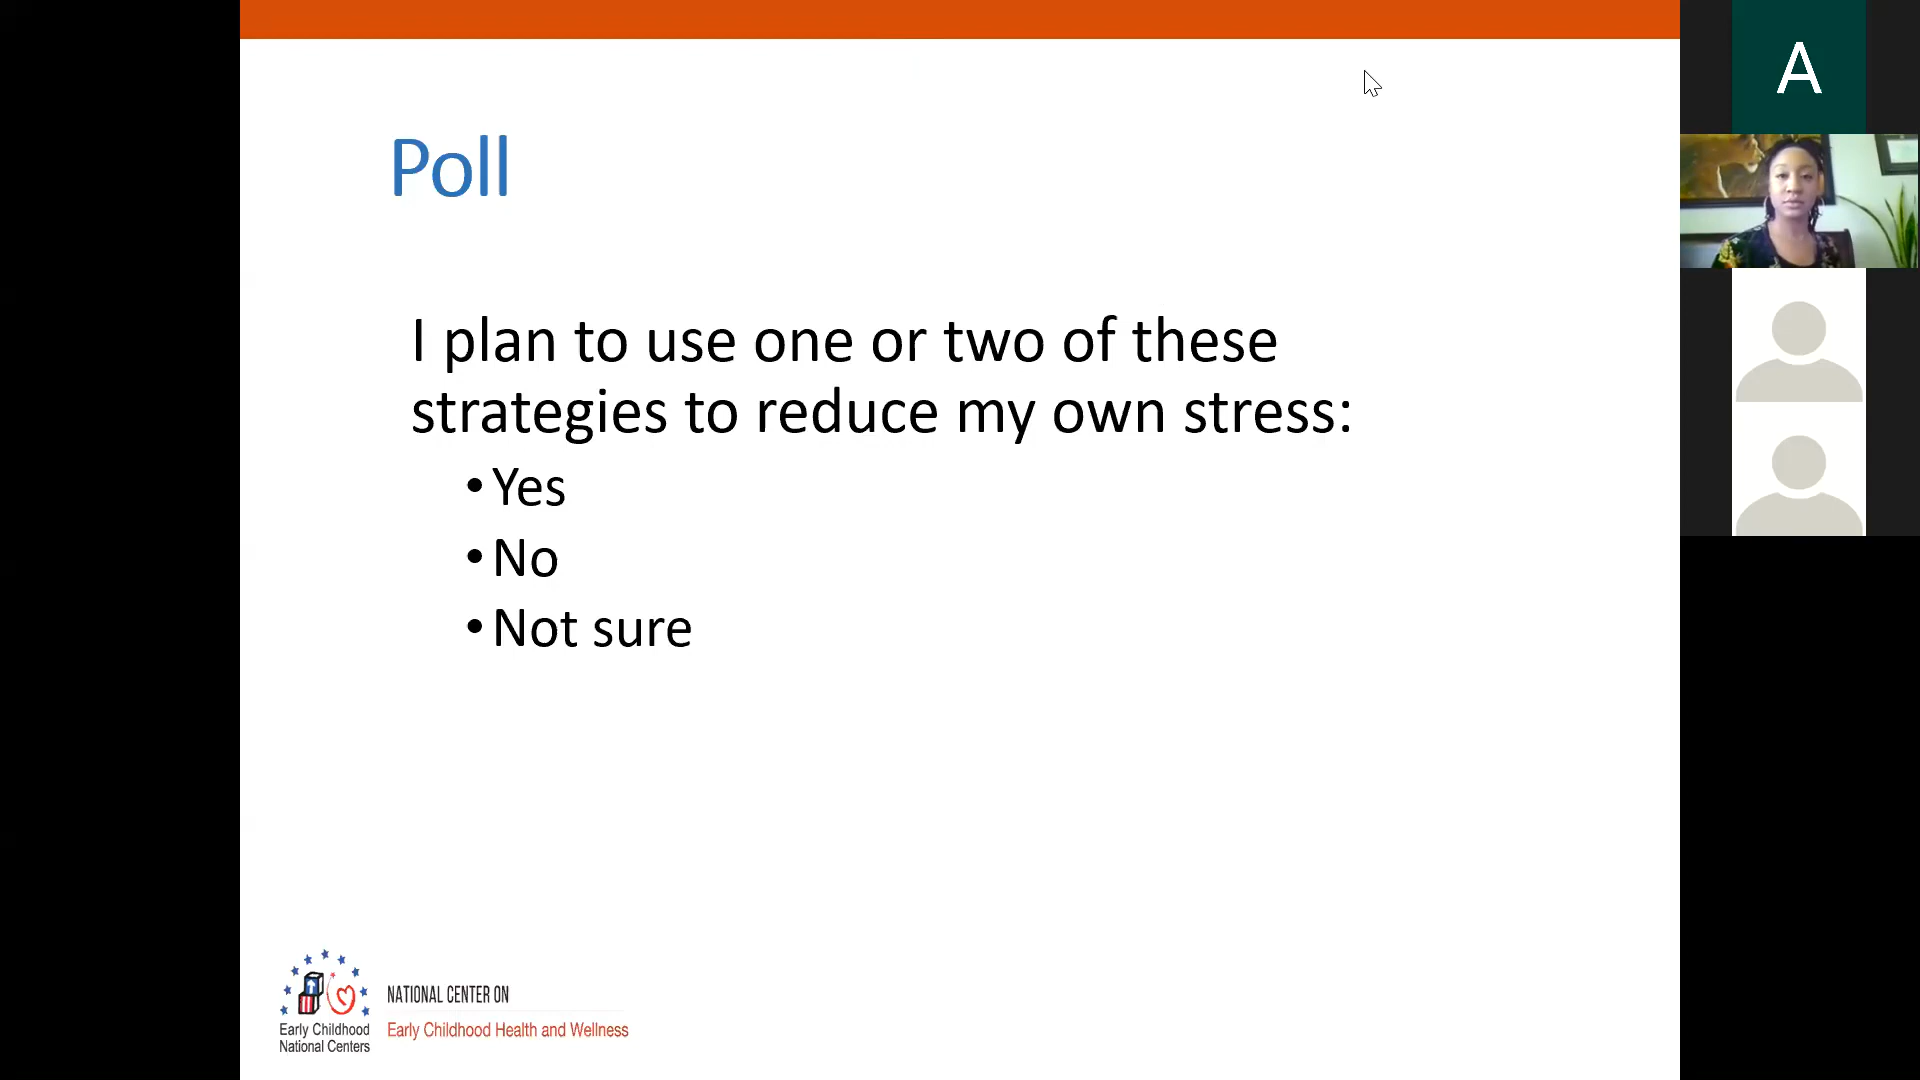 Poll
I plan to use one or two of these
strategies to reduce my own stress:
•Yes
•No
•Not sure
Early Childhood
National Centers
NATIONAL CENTER ON
Early Childhood Health and Wellness
A